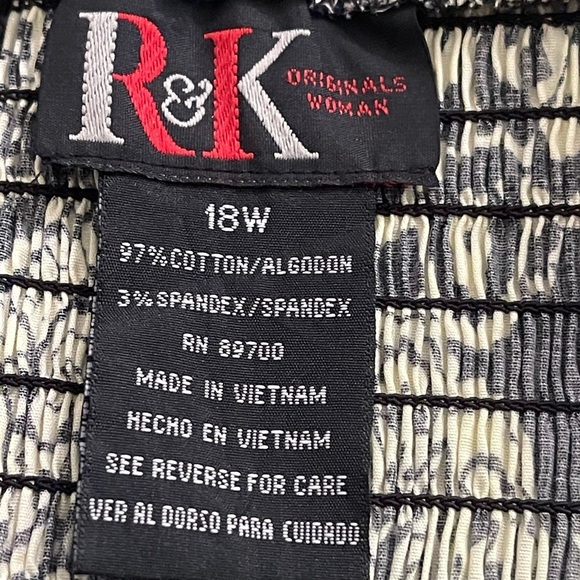 R&K
ORIGINALS
WOMAN
18W
97% COTTON/ALGODON
3% SPANDEX/SPANDEX
RN 89700
MADE IN VIETNAM
HECHO EN VIETNAM
SEE REVERSE FOR CARE
VER AL DORSO PARA CUIDADO